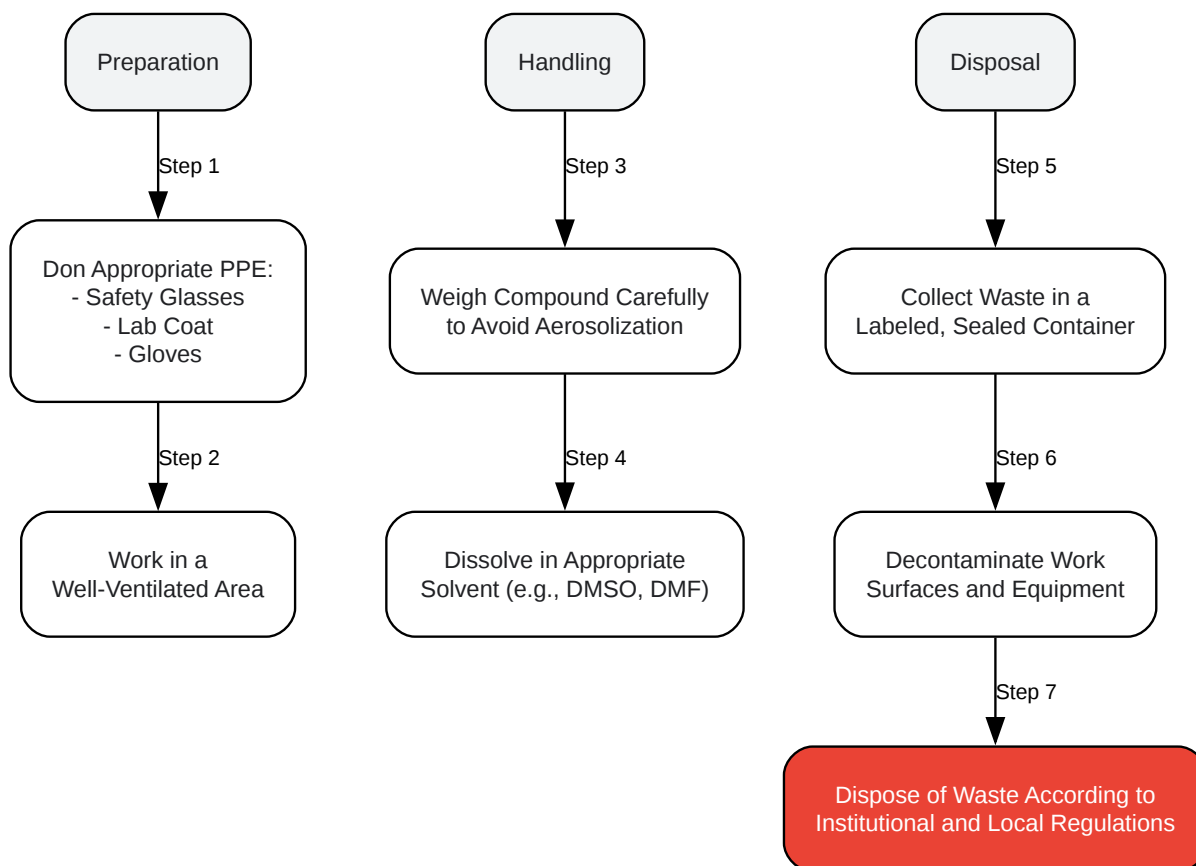 Preparation
Step 1
Don Appropriate PPE:
- Safety Glasses
- Lab Coat
- Gloves
Step 2
Work in a
Well-Ventilated Area
Handling
Step 3
Weigh Compound Carefully
to Avoid Aerosolization
Step 4
Dissolve in Appropriate
Solvent (e.g., DMSO, DMF)
Disposal
Step 5
Collect Waste in a
Labeled, Sealed Container
Step 6
Decontaminate Work
Surfaces and Equipment
Step 7
Dispose of Waste According to
Institutional and Local Regulations